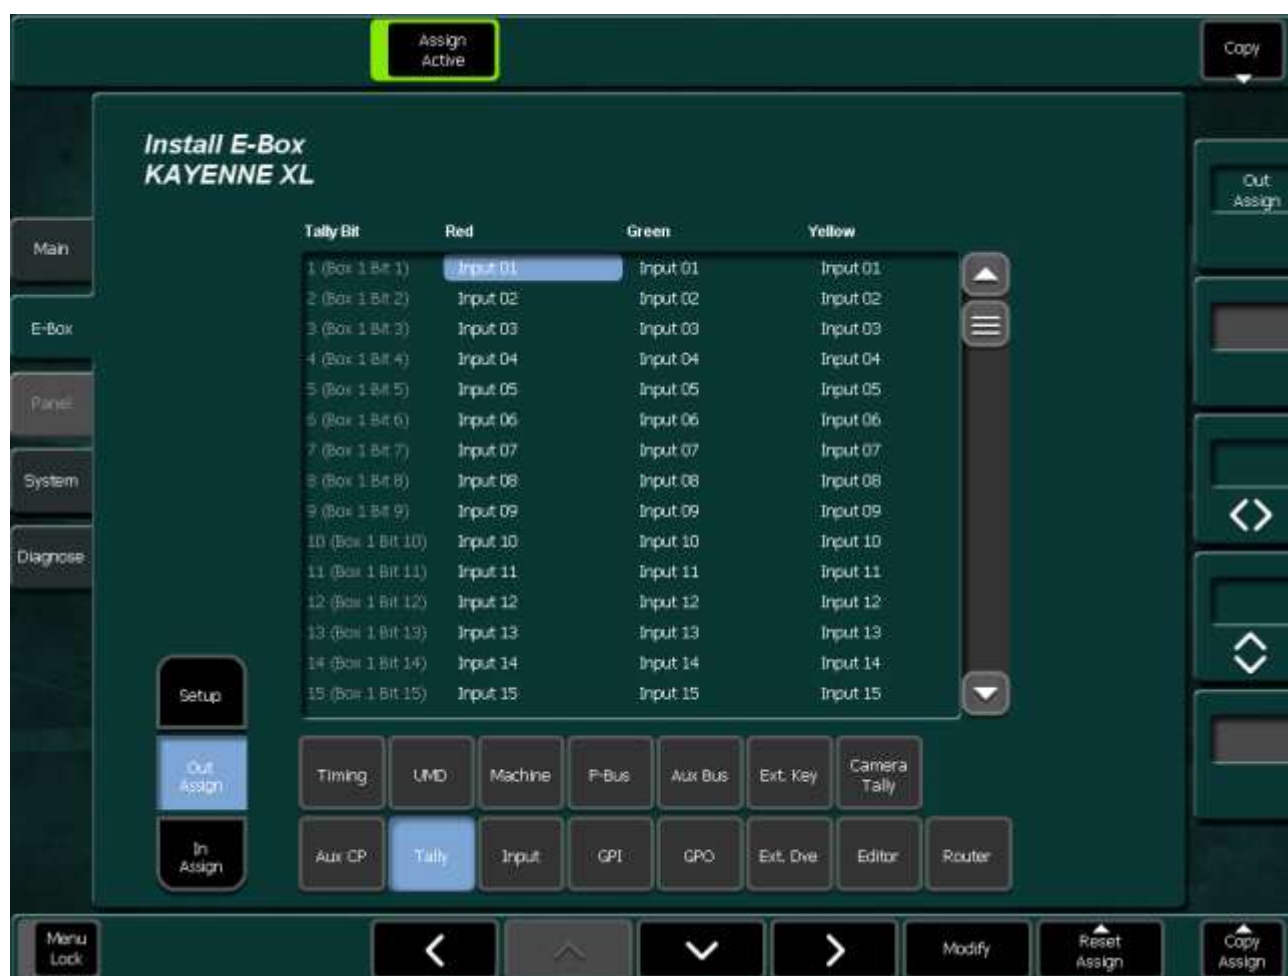 Assign
Active
Copy
Install E-Box
KAYENNE XL
Out
Assign
Tally Bit Red Green Yellow
Main
1 (Box 1 Bit 1) Input 01 Input 01 Input 01
2 (Box 1 Bit 2) Input 02 Input 02 Input 02
E-Box
3 (Box 1 Bit 3) Input 03 Input 03 Input 03
4 (Box 1 Bit 4) Input 04 Input 04 Input 04
Panel
5 (Box 1 Bit 5) Input 05 Input 05 Input 05
6 (Box 1 Bit 6) Input 06 Input 06 Input 06
7 (Box 1 Bit 7) Input 07 Input 07 Input 07
System
8 (Box 1 Bit 8) Input 08 Input 08 Input 08
9 (Box 1 Bit 9) Input 09 Input 09 Input 09
10 (Box 1 Bit 10) Input 10 Input 10 Input 10
Diagnose
11 (Box 1 Bit 11) Input 11 Input 11 Input 11
12 (Box 1 Bit 12) Input 12 Input 12 Input 12
13 (Box 1 Bit 13) Input 13 Input 13 Input 13
14 (Box 1 Bit 14) Input 14 Input 14 Input 14
15 (Box 1 Bit 15) Input 15 Input 15 Input 15
Setup
Out
Assign
In
Assign
Timing UMD Machine P-Bus Aux Bus Ext. Key Camera
Tally
Aux CP Tally Input GPI GPO Ext. Dve Editor Router
Menu
Lock
Modify
Reset
Assign
Copy
Assign